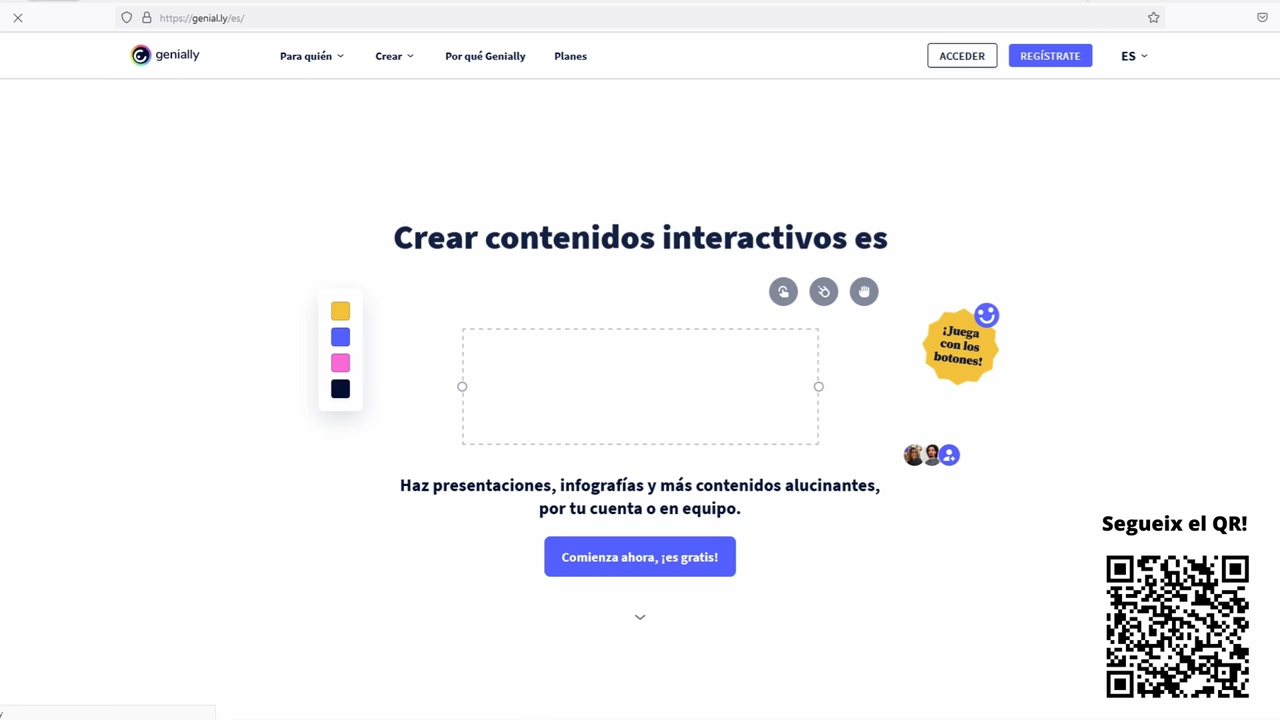 https://genial.ly/es/
genially
Para quién
Crear
Por qué Genially
Planes
ACCEDER
REGÍSTRATE
ES
Crear contenidos interactivos es
¡Juega
con los
botones!
Haz presentaciones, infografías y más contenidos alucinantes,
por tu cuenta o en equipo.
Comienza ahora, ¡es gratis!
Segueix el QR!